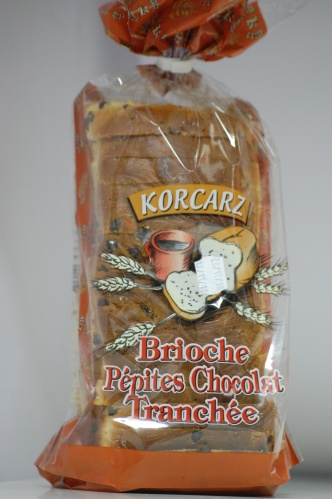 KORCARZ
Brioche
Pépites Chocolat
Tranchée